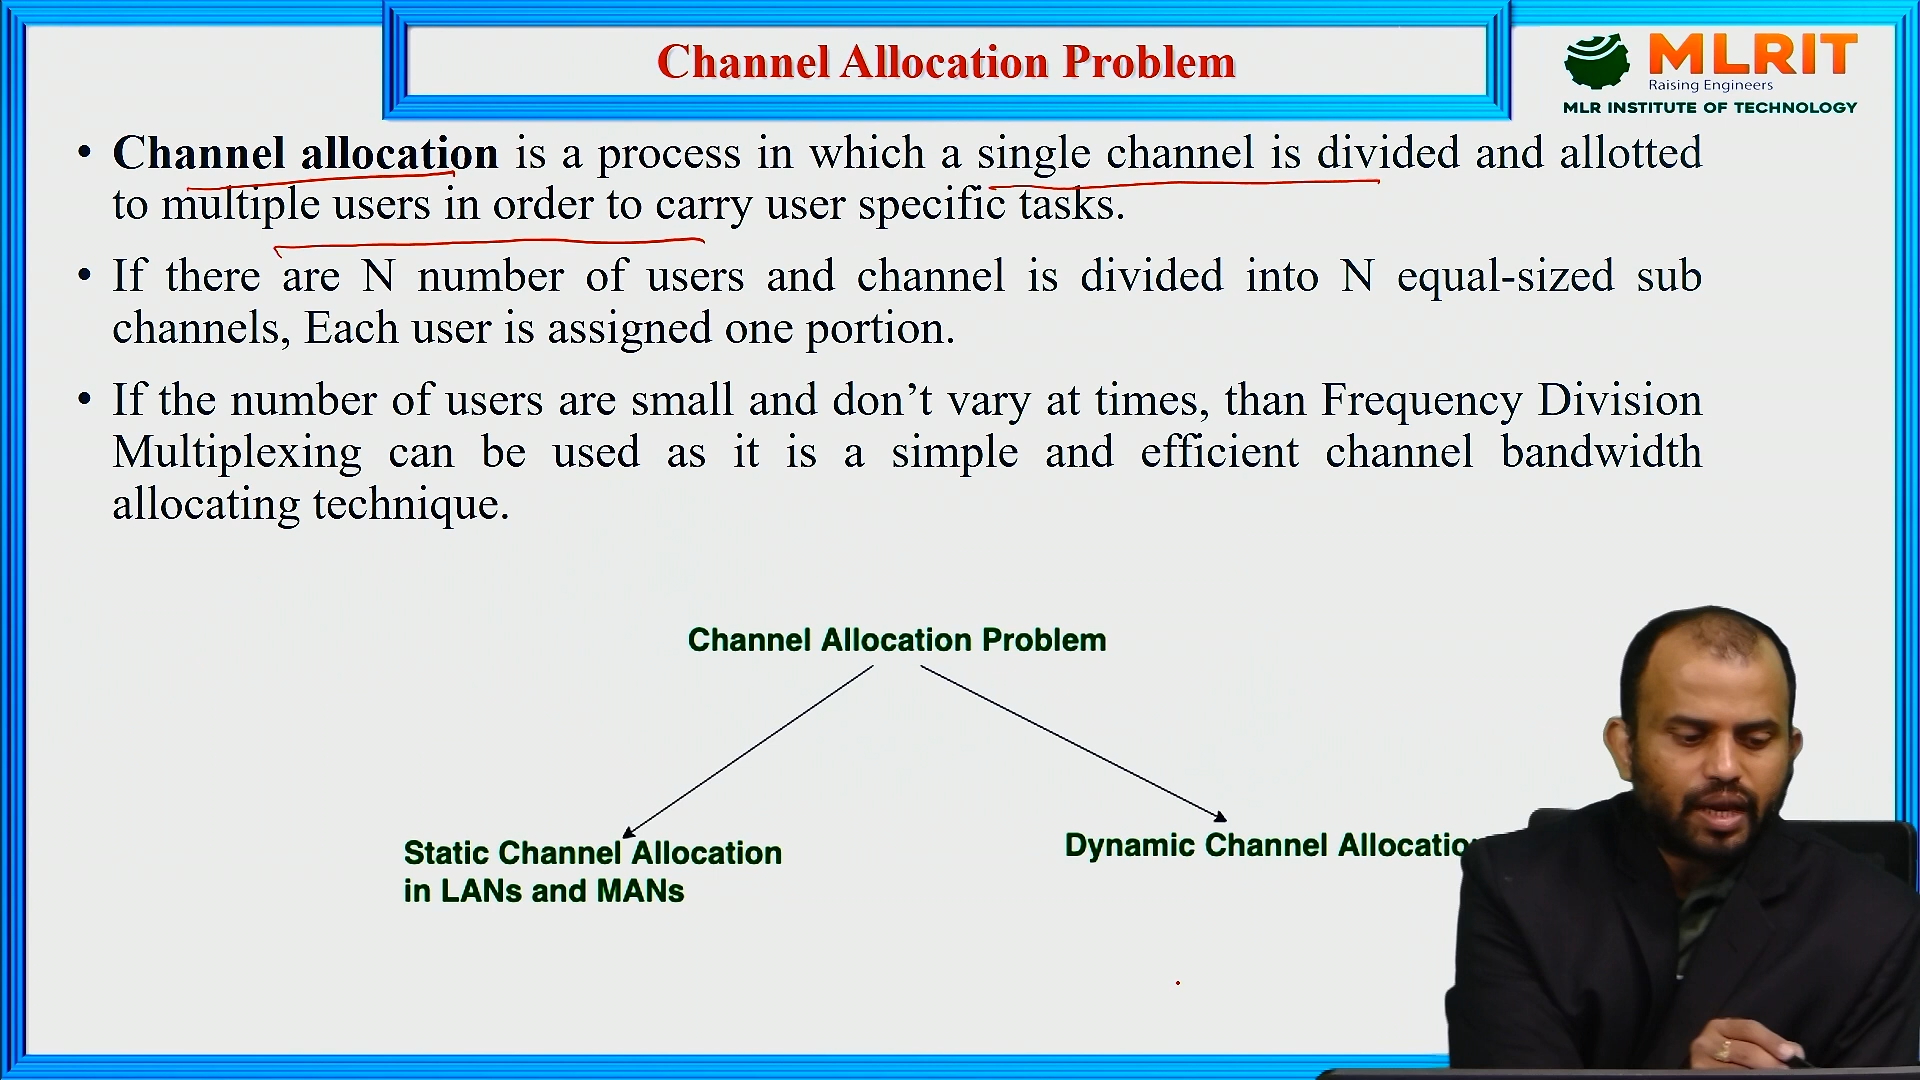 Channel Allocation Problem
MLRIT
Raising Engineers
MLR INSTITUTE OF TECHNOLOGY
• Channel allocation is a process in which a single channel is divided and allotted
to multiple users in order to carry user specific tasks.
• If there are N number of users and channel is divided into N equal-sized sub
channels, Each user is assigned one portion.
• If the number of users are small and don’t vary at times, than Frequency Division
Multiplexing can be used as it is a simple and efficient channel bandwidth
allocating technique.
Channel Allocation Problem
Static Channel Allocation
in LANs and MANs
Dynamic Channel Allocation